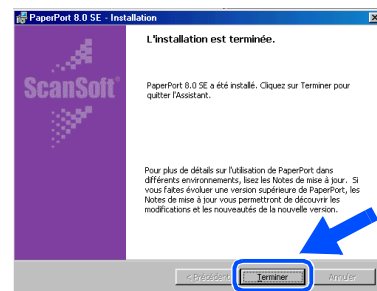 PaperPort 8.0 SE - Installation
L'installation est terminée.
ScanSoft®
PaperPort 8.0 SE a été installé. Cliquez sur Terminer pour
quitter l'Assistant.
Pour plus de détails sur l'utilisation de PaperPort dans
différents environnements, lisez les Notes de mise à jour. Si
vous faites évoluer une version supérieure de PaperPort, les
Notes de mise à jour vous permettront de découvrir les
modifications et les nouveautés de la nouvelle version.
< Précédent Terminer Annuler